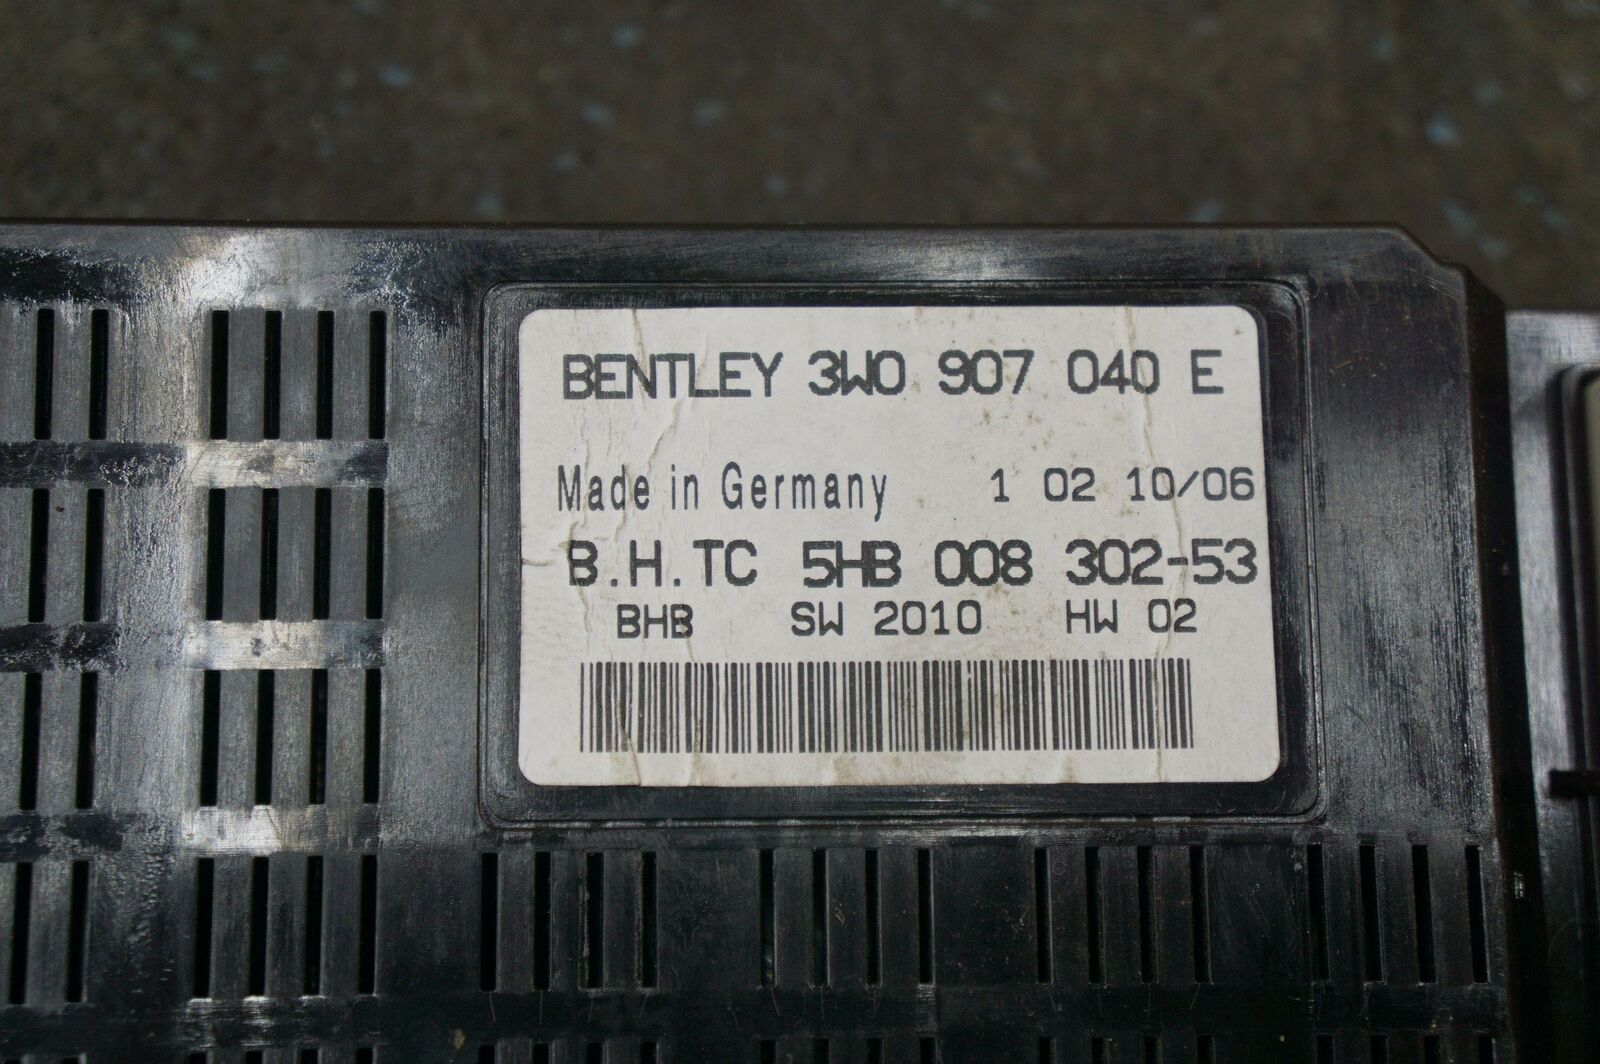 BENTLEY 3W0 907 040 E
Made in Germany 1 02 10/06
B.H.TC 5HB 008 302-53
BHB SW 2010 HW 02